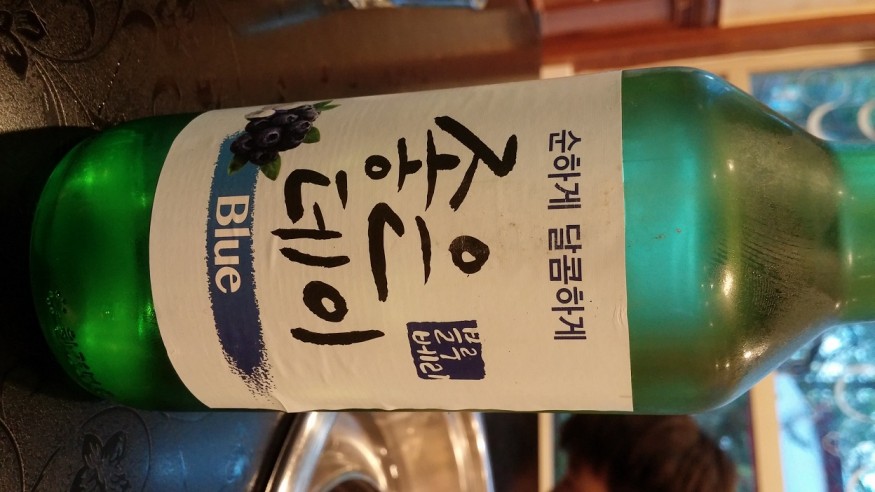 순하게 달콤하게
좋은
데이
블루
베리
Blue